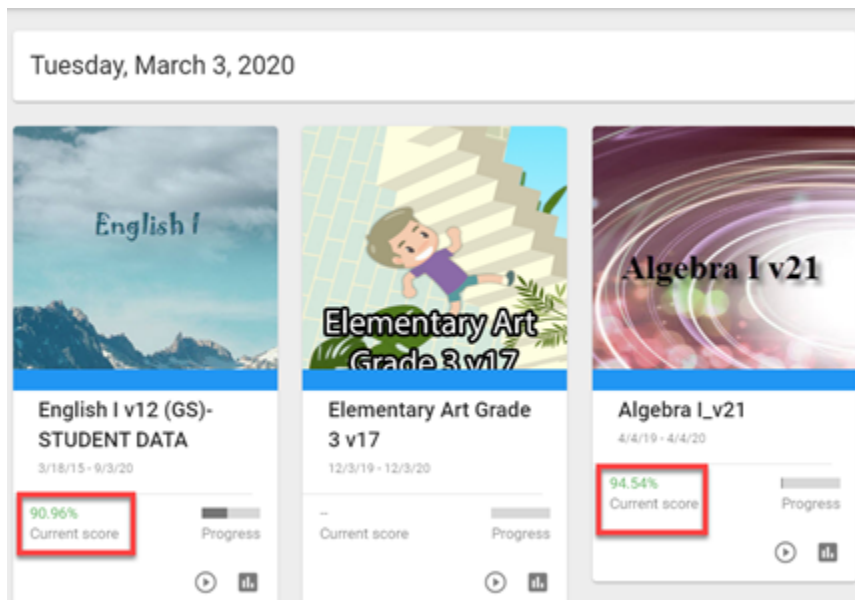 Tuesday, March 3, 2020
English I
Elementary Art
Grade 3 v17
Algebra I v21
English I v12 (GS)-
STUDENT DATA
3/18/15 - 9/3/20
90.96%
Current score
Progress
Elementary Art Grade
3 v17
12/3/19 - 12/3/20
--
Current score
Progress
Algebra I_v21
4/4/19 - 4/4/20
94.54%
Current score
Progress